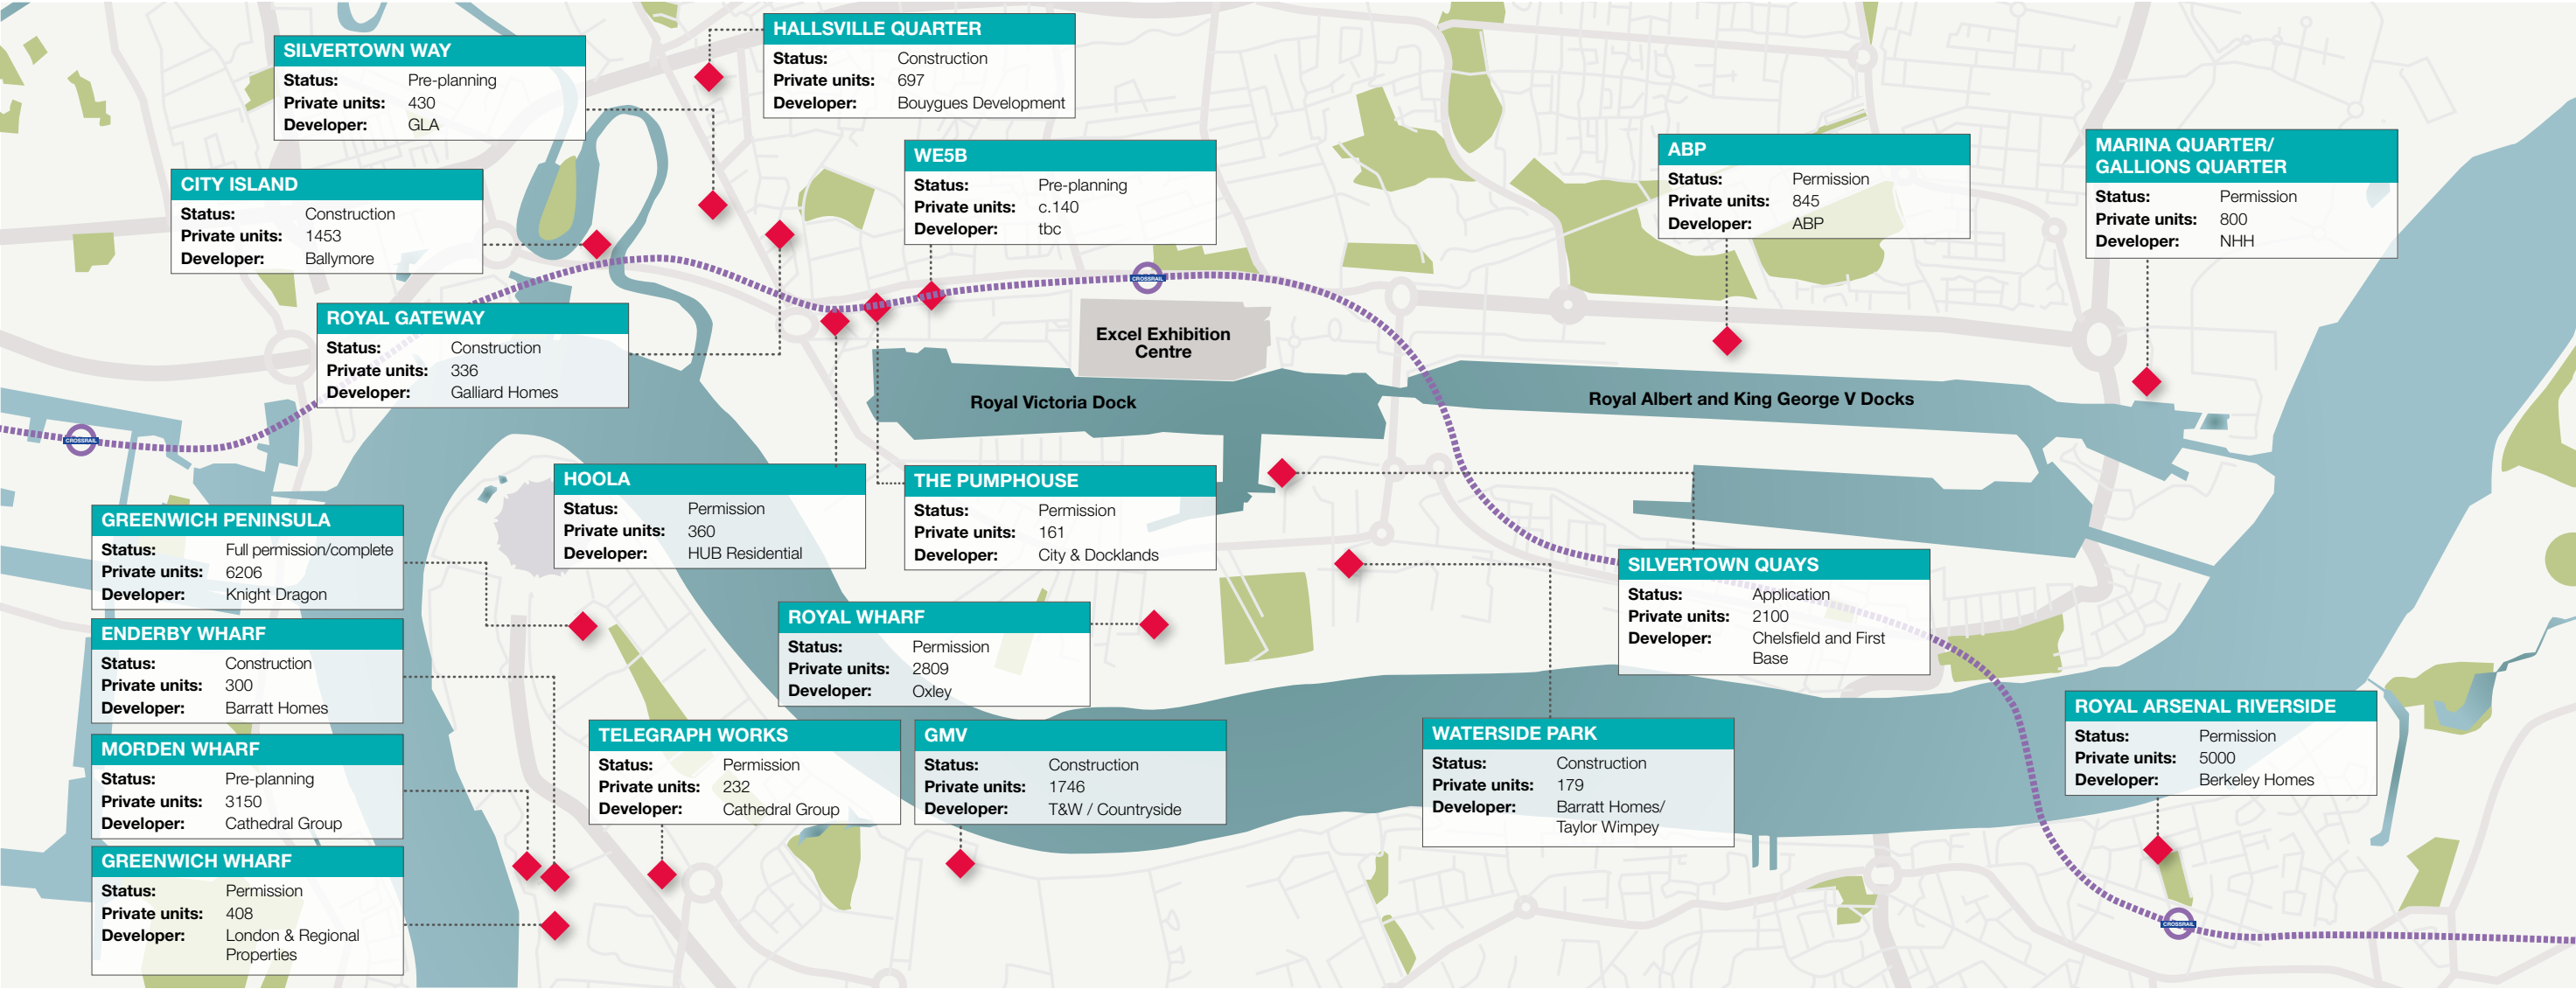 HALLSVILLE QUARTER
Status: Construction
Private units: 697
Developer: Bouygues Development
SILVERTOWN WAY
Status: Pre-planning
Private units: 430
Developer: GLA
WE5B
Status: Pre-planning
Private units: c.140
Developer: tbc
ABP
Status: Permission
Private units: 845
Developer: ABP
MARINA QUARTER/
GALLIONS QUARTER
Status: Permission
Private units: 800
Developer: NHH
CITY ISLAND
Status: Construction
Private units: 1453
Developer: Ballymore
CROSSRAIL
ROYAL GATEWAY
Status: Construction
Private units: 336
Developer: Galliard Homes
Excel Exhibition
Centre
Royal Victoria Dock
Royal Albert and King George V Docks
CROSSRAIL
HOOLA
Status: Permission
Private units: 360
Developer: HUB Residential
THE PUMPHOUSE
Status: Permission
Private units: 161
Developer: City & Docklands
GREENWICH PENINSULA
Status: Full permission/complete
Private units: 6206
Developer: Knight Dragon
SILVERTOWN QUAYS
Status: Application
Private units: 2100
Developer: Chelsfield and First
Base
ROYAL WHARF
Status: Permission
Private units: 2809
Developer: Oxley
ENDERBY WHARF
Status: Construction
Private units: 300
Developer: Barratt Homes
ROYAL ARSENAL RIVERSIDE
Status: Permission
Private units: 5000
Developer: Berkeley Homes
MORDEN WHARF
Status: Pre-planning
Private units: 3150
Developer: Cathedral Group
TELEGRAPH WORKS
Status: Permission
Private units: 232
Developer: Cathedral Group
GMV
Status: Construction
Private units: 1746
Developer: T&W / Countryside
WATERSIDE PARK
Status: Construction
Private units: 179
Developer: Barratt Homes/
Taylor Wimpey
GREENWICH WHARF
Status: Permission
Private units: 408
Developer: London & Regional
Properties
CROSSRAIL